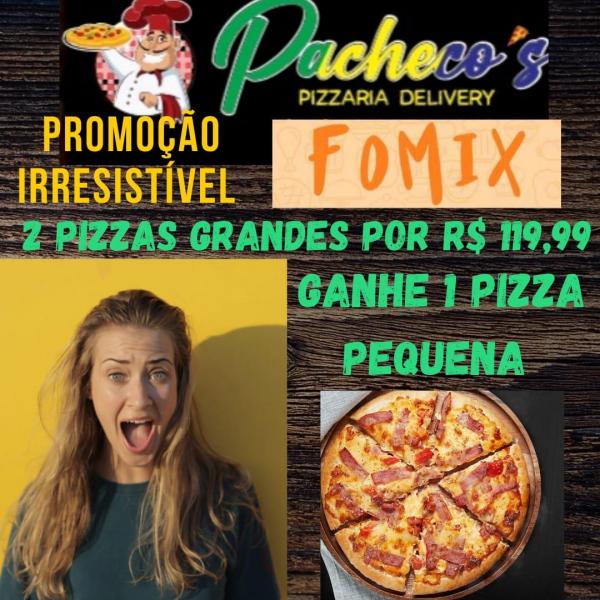 Pacheco's
PIZZARIA DELIVERY
PROMOÇÃO
IRRESISTÍVEL
FOMIX
2 PIZZAS GRANDES POR R$ 119,99
GANHE 1 PIZZA
PEQUENA